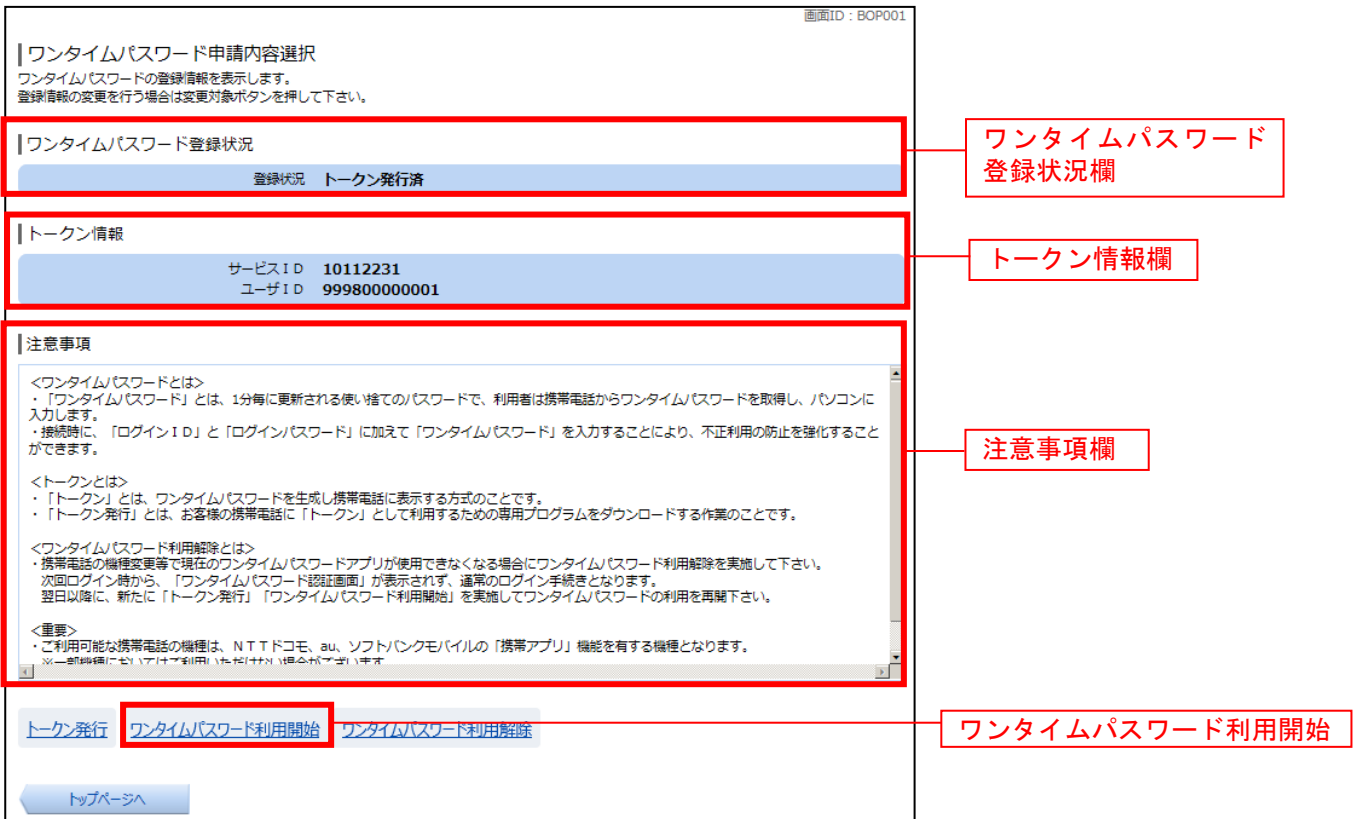 画面ID：BOP001
ワンタイムパスワード申請内容選択
ワンタイムパスワードの登録情報を表示します。
登録情報の変更を行う場合は変更対象ボタンを押して下さい。
ワンタイムパスワード登録状況
登録状況 トークン発行済
ワンタイムパスワード
登録状況欄
トークン情報
サービスＩＤ 10112231
ユーザＩＤ 999800000001
トークン情報欄
注意事項
＜ワンタイムパスワードとは＞
・「ワンタイムパスワード」とは、1分毎に更新される使い捨てのパスワードで、利用者は携帯電話からワンタイムパスワードを取得し、パソコンに
入力します。
・接続時に、「ログインＩＤ」と「ログインパスワード」に加えて「ワンタイムパスワード」を入力することにより、不正利用の防止を強化すること
ができます。
＜トークンとは＞
・「トークン」とは、ワンタイムパスワードを生成し携帯電話に表示する方式のことです。
・「トークン発行」とは、お客様の携帯電話に「トークン」として利用するための専用プログラムをダウンロードする作業のことです。
＜ワンタイムパスワード利用解除とは＞
・携帯電話の機種変更等で現在のワンタイムパスワードアプリが使用できなくなる場合にワンタイムパスワード利用解除を実施して下さい。
次回ログイン時から、「ワンタイムパスワード認証画面」が表示されず、通常のログイン手続きとなります。
翌日以降に、新たに「トークン発行」「ワンタイムパスワード利用開始」を実施してワンタイムパスワードの利用を再開下さい。
＜重要＞
・ご利用可能な携帯電話の機種は、ＮＴＴドコモ、au、ソフトバンクモバイルの「携帯アプリ」機能を有する機種となります。
※一部機種においてはご利用いただけない場合がございます
注意事項欄
トークン発行 ワンタイムパスワード利用開始 ワンタイムパスワード利用解除
ワンタイムパスワード利用開始
トップページへ